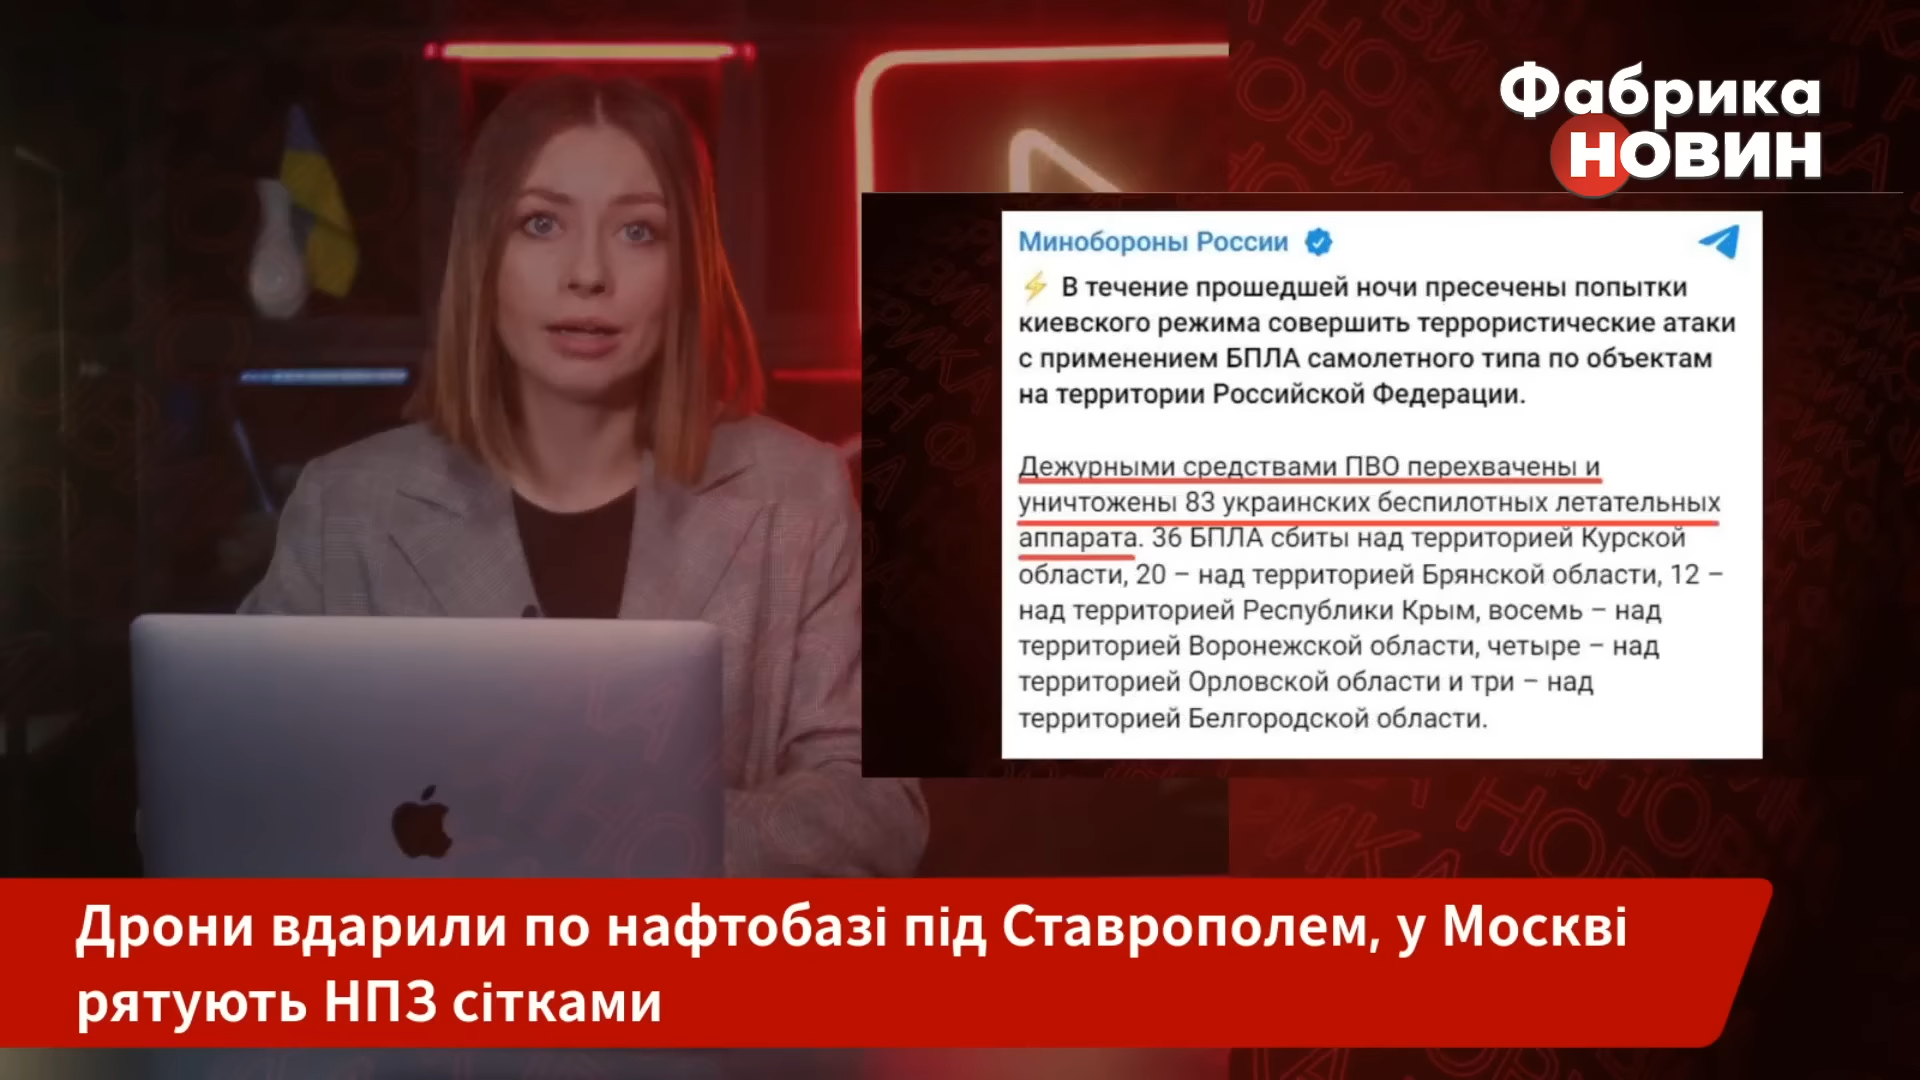 Фабрика
новин
Минобороны России
⚡ В течение прошедшей ночи пресечены попытки
киевского режима совершить террористические атаки
с применением БПЛА самолетного типа по объектам
на территории Российской Федерации.
Дежурными средствами ПВО перехвачены и
уничтожены 83 украинских беспилотных летательных
аппарата. 36 БПЛА сбиты над территорией Курской
области, 20 – над территорией Брянской области, 12 –
над территорией Республики Крым, восемь – над
территорией Воронежской области, четыре – над
территорией Орловской области и три – над
территорией Белгородской области.
Дрони вдарили по нафтобазі під Ставрополем, у Москві
рятують НПЗ сітками